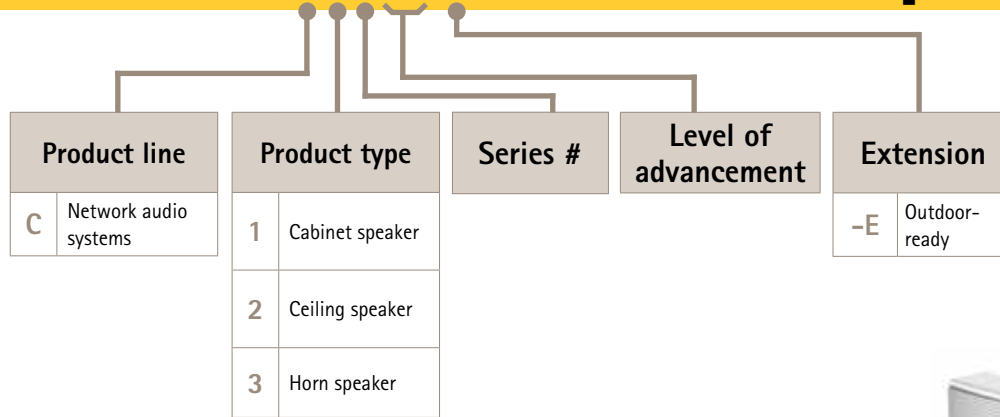 Product line
Product type
Series #
Level of
advancement
Extension
C
Network audio
systems
1
Cabinet speaker
-E
Outdoor-
ready
2
Ceiling speaker
3
Horn speaker